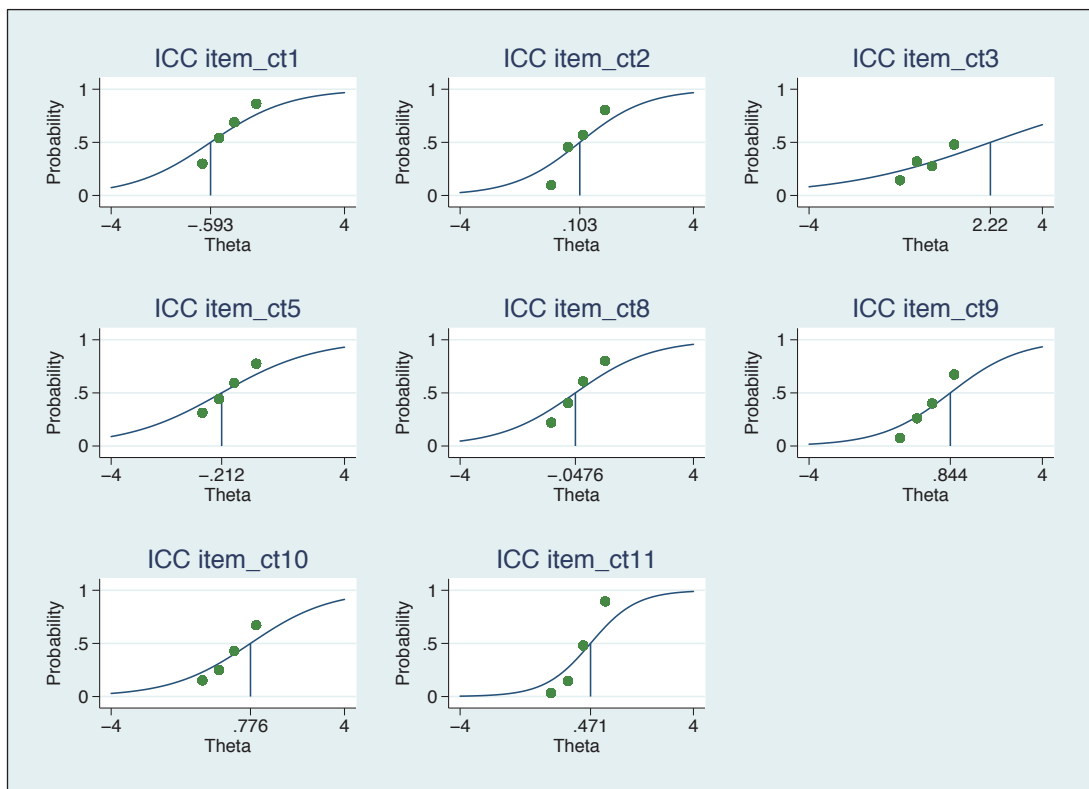 ICC item_ct1
Probability
1
.5
0
−4
−.593
4
Theta
ICC item_ct2
Probability
1
.5
0
−4
.103
4
Theta
ICC item_ct3
Probability
1
.5
0
−4
2.22
4
Theta
ICC item_ct5
Probability
1
.5
0
−4
−.212
4
Theta
ICC item_ct8
Probability
1
.5
0
−4
−.0476
4
Theta
ICC item_ct9
Probability
1
.5
0
−4
.844
4
Theta
ICC item_ct10
Probability
1
.5
0
−4
.776
4
Theta
ICC item_ct11
Probability
1
.5
0
−4
.471
4
Theta